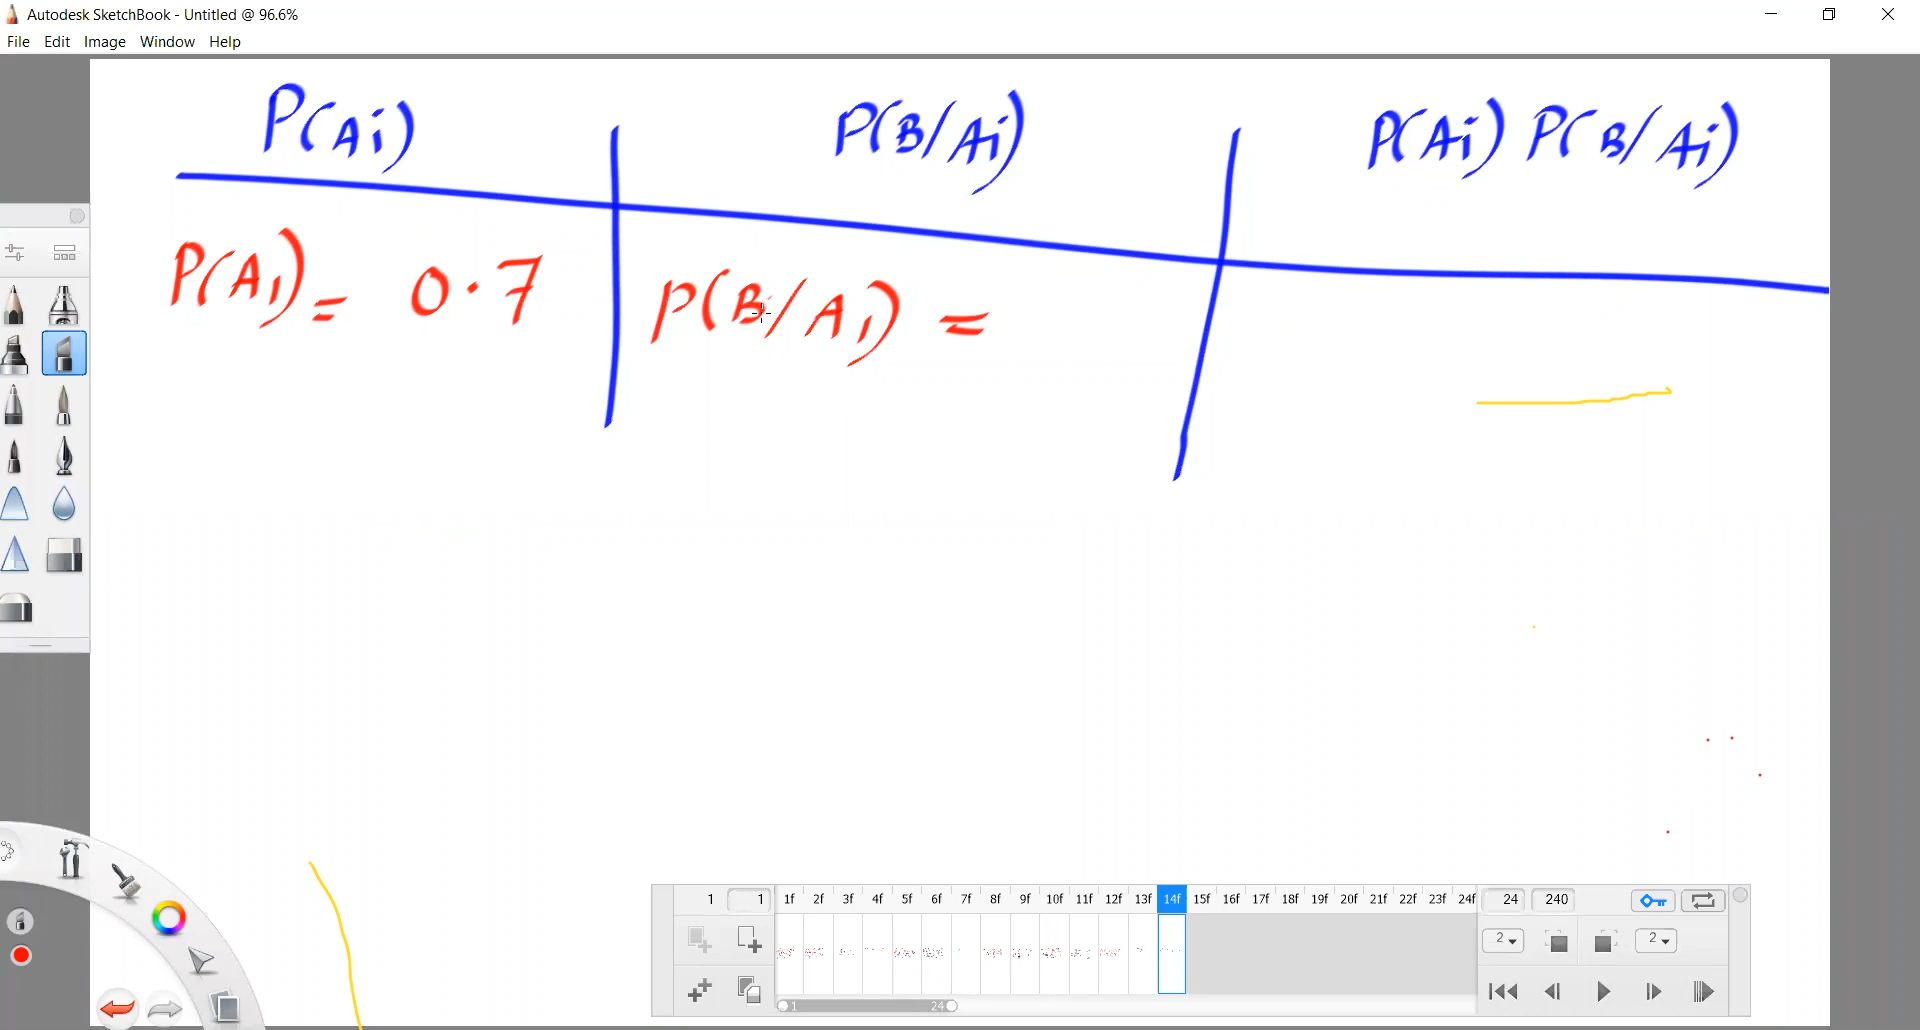 Autodesk SketchBook - Untitled @ 96.6%
File Edit Image Window Help
P(Ai) P(B/Ai) P(Ai) P(B/Ai)
P(A1) = 0.7 P(B/A1) =
1 1 1f 2f 3f 4f 5f 6f 7f 8f 9f 10f 11f 12f 13f 14f 15f 16f 17f 18f 19f 20f 21f 22f 23f 24f 24 240
2 2
1 24